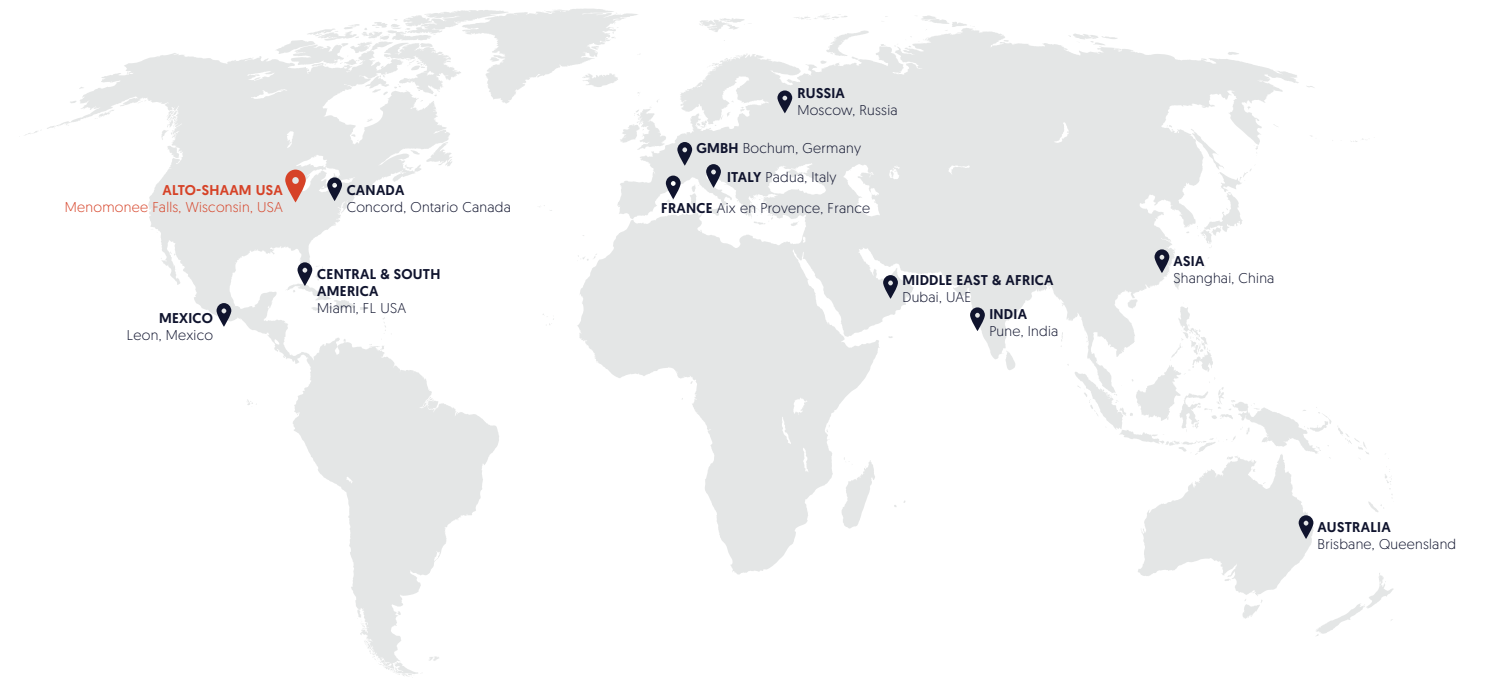 RUSSIA
Moscow, Russia
GMBH Bochum, Germany
ITALY Padua, Italy
FRANCE Aix en Provence, France
ALTO-SHAAM USA
Menomonee Falls, Wisconsin, USA
CANADA
Concord, Ontario Canada
CENTRAL & SOUTH
AMERICA
Miami, FL USA
MEXICO
Leon, Mexico
MIDDLE EAST & AFRICA
Dubai, UAE
INDIA
Pune, India
ASIA
Shanghai, China
AUSTRALIA
Brisbane, Queensland